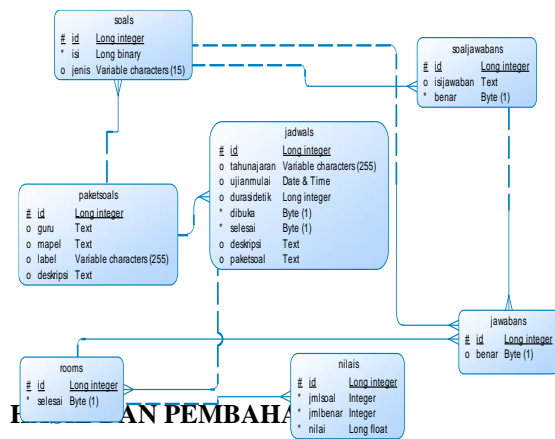 soals
# id Long integer
* isi Long binary
o jenis Variable characters (15)
soaljawabans
# id Long integer
o isijawaban Text
* benar Byte (1)
jadwals
# id Long integer
o tahunajaran Variable characters (255)
o ujianmulai Date & Time
o durasidetik Long integer
* dibuka Byte (1)
* selesai Byte (1)
o deskripsi Text
o paketsoal Text
paketsoals
# id Long integer
o guru Text
o mapel Text
o label Variable characters (255)
o deskripsi Text
jawabans
# id Long integer
o benar Byte (1)
rooms
# id Long integer
* selesai Byte (1)
nilais
# id Long integer
* jmlsoal Integer
* jmlbenar Integer
* nilai Long float
DAN